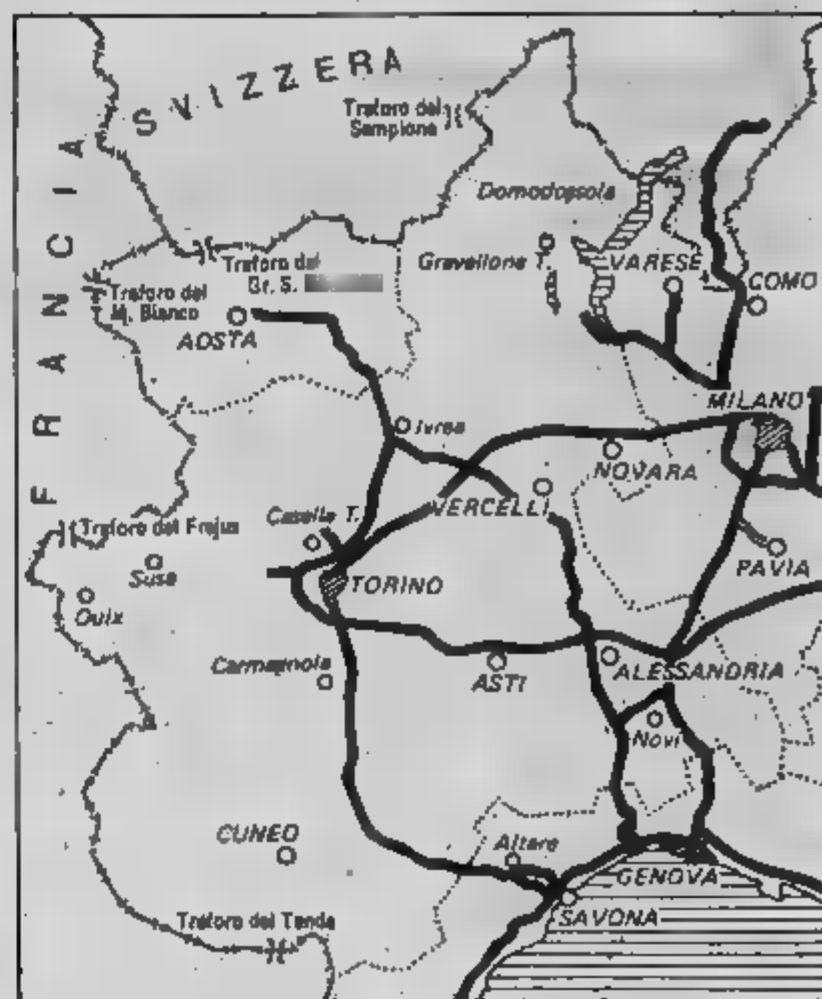 SVIZZERA
FRANCIA
Traforo del
Sempione
Domodossola
Gravellona T.
VARESE
COMO
Traforo del
Gr. S.
Traforo del
M. Bianco
AOSTA
Ivrea
MILANO
NOVARA
VERCELLI
Caselle T.
Traforo del Frejus
Susa
Oulx
TORINO
PAVIA
Carmagnola
ASTI
ALESSANDRIA
Novi
CUNEO
Altare
GENOVA
SAVONA
Traforo del Tenda